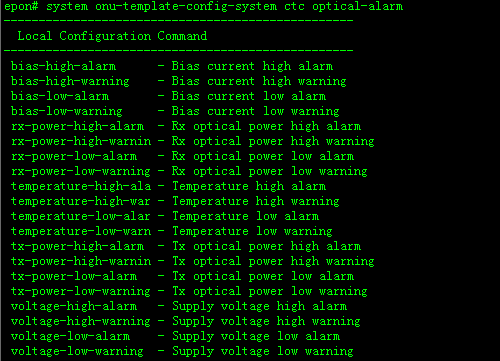 epon# system onu-template-config-system ctc optical-alarm
--------------------------------------------------
Local Configuration Command
--------------------------------------------------
bias-high-alarm - Bias current high alarm
bias-high-warning - Bias current high warning
bias-low-alarm - Bias current low alarm
bias-low-warning - Bias current low warning
rx-power-high-alarm - Rx optical power high alarm
rx-power-high-warnin - Rx optical power high warning
rx-power-low-alarm - Rx optical power low alarm
rx-power-low-warning - Rx optical power low warning
temperature-high-ala - Temperature high alarm
temperature-high-war - Temperature high warning
temperature-low-alar - Temperature low alarm
temperature-low-warn - Temperature low warning
tx-power-high-alarm - Tx optical power high alarm
tx-power-high-warnin - Tx optical power high warning
tx-power-low-alarm - Tx optical power low alarm
tx-power-low-warning - Tx optical power low warning
voltage-high-alarm - Supply voltage high alarm
voltage-high-warning - Supply voltage high warning
voltage-low-alarm - Supply voltage low alarm
voltage-low-warning - Supply voltage low warning